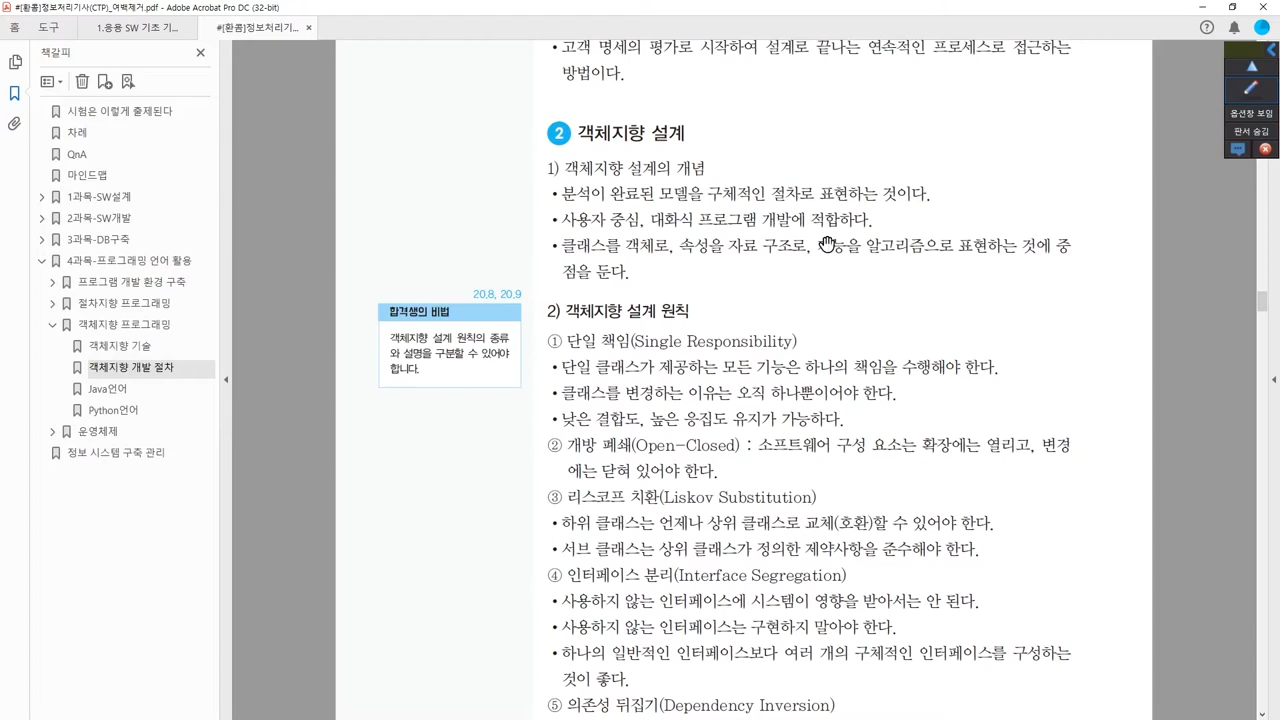 #[환콤]정보처리기사(CTP)_여백제거.pdf - Adobe Acrobat Pro DC (32-bit)
홈
도구
1.응용 SW 기초 기...
#[환콤]정보처리기... ×
책갈피
시험은 이렇게 출제된다
차례
QnA
마인드맵
1과목-SW설계
2과목-SW개발
3과목-DB구축
4과목-프로그래밍 언어 활용
프로그램 개발 환경 구축
절차지향 프로그래밍
객체지향 프로그래밍
객체지향 기술
객체지향 개발 절차
Java언어
Python언어
운영체제
정보 시스템 구축 관리
• 고객 명세의 평가로 시작하여 설계로 끝나는 연속적인 프로세스로 접근하는
방법이다.
2 객체지향 설계
1) 객체지향 설계의 개념
• 분석이 완료된 모델을 구체적인 절차로 표현하는 것이다.
• 사용자 중심, 대화식 프로그램 개발에 적합하다.
• 클래스를 객체로, 속성을 자료 구조로, 알고리즘으로 표현하는 것에 중
점을 둔다.
20.8, 20.9
합격생의 비법
객체지향 설계 원칙의 종류
와 설명을 구분할 수 있어야
합니다.
2) 객체지향 설계 원칙
① 단일 책임(Single Responsibility)
• 단일 클래스가 제공하는 모든 기능은 하나의 책임을 수행해야 한다.
• 클래스를 변경하는 이유는 오직 하나뿐이어야 한다.
• 낮은 결합도, 높은 응집도 유지가 가능하다.
② 개방 폐쇄(Open-Closed) : 소프트웨어 구성 요소는 확장에는 열리고, 변경
에는 닫혀 있어야 한다.
③ 리스코프 치환(Liskov Substitution)
• 하위 클래스는 언제나 상위 클래스로 교체(호환)할 수 있어야 한다.
• 서브 클래스는 상위 클래스가 정의한 제약사항을 준수해야 한다.
④ 인터페이스 분리(Interface Segregation)
• 사용하지 않는 인터페이스에 시스템이 영향을 받아서는 안 된다.
• 사용하지 않는 인터페이스는 구현하지 말아야 한다.
• 하나의 일반적인 인터페이스보다 여러 개의 구체적인 인터페이스를 구성하는
것이 좋다.
⑤ 의존성 뒤집기(Dependency Inversion)
옵션창 보임
판서 숨김